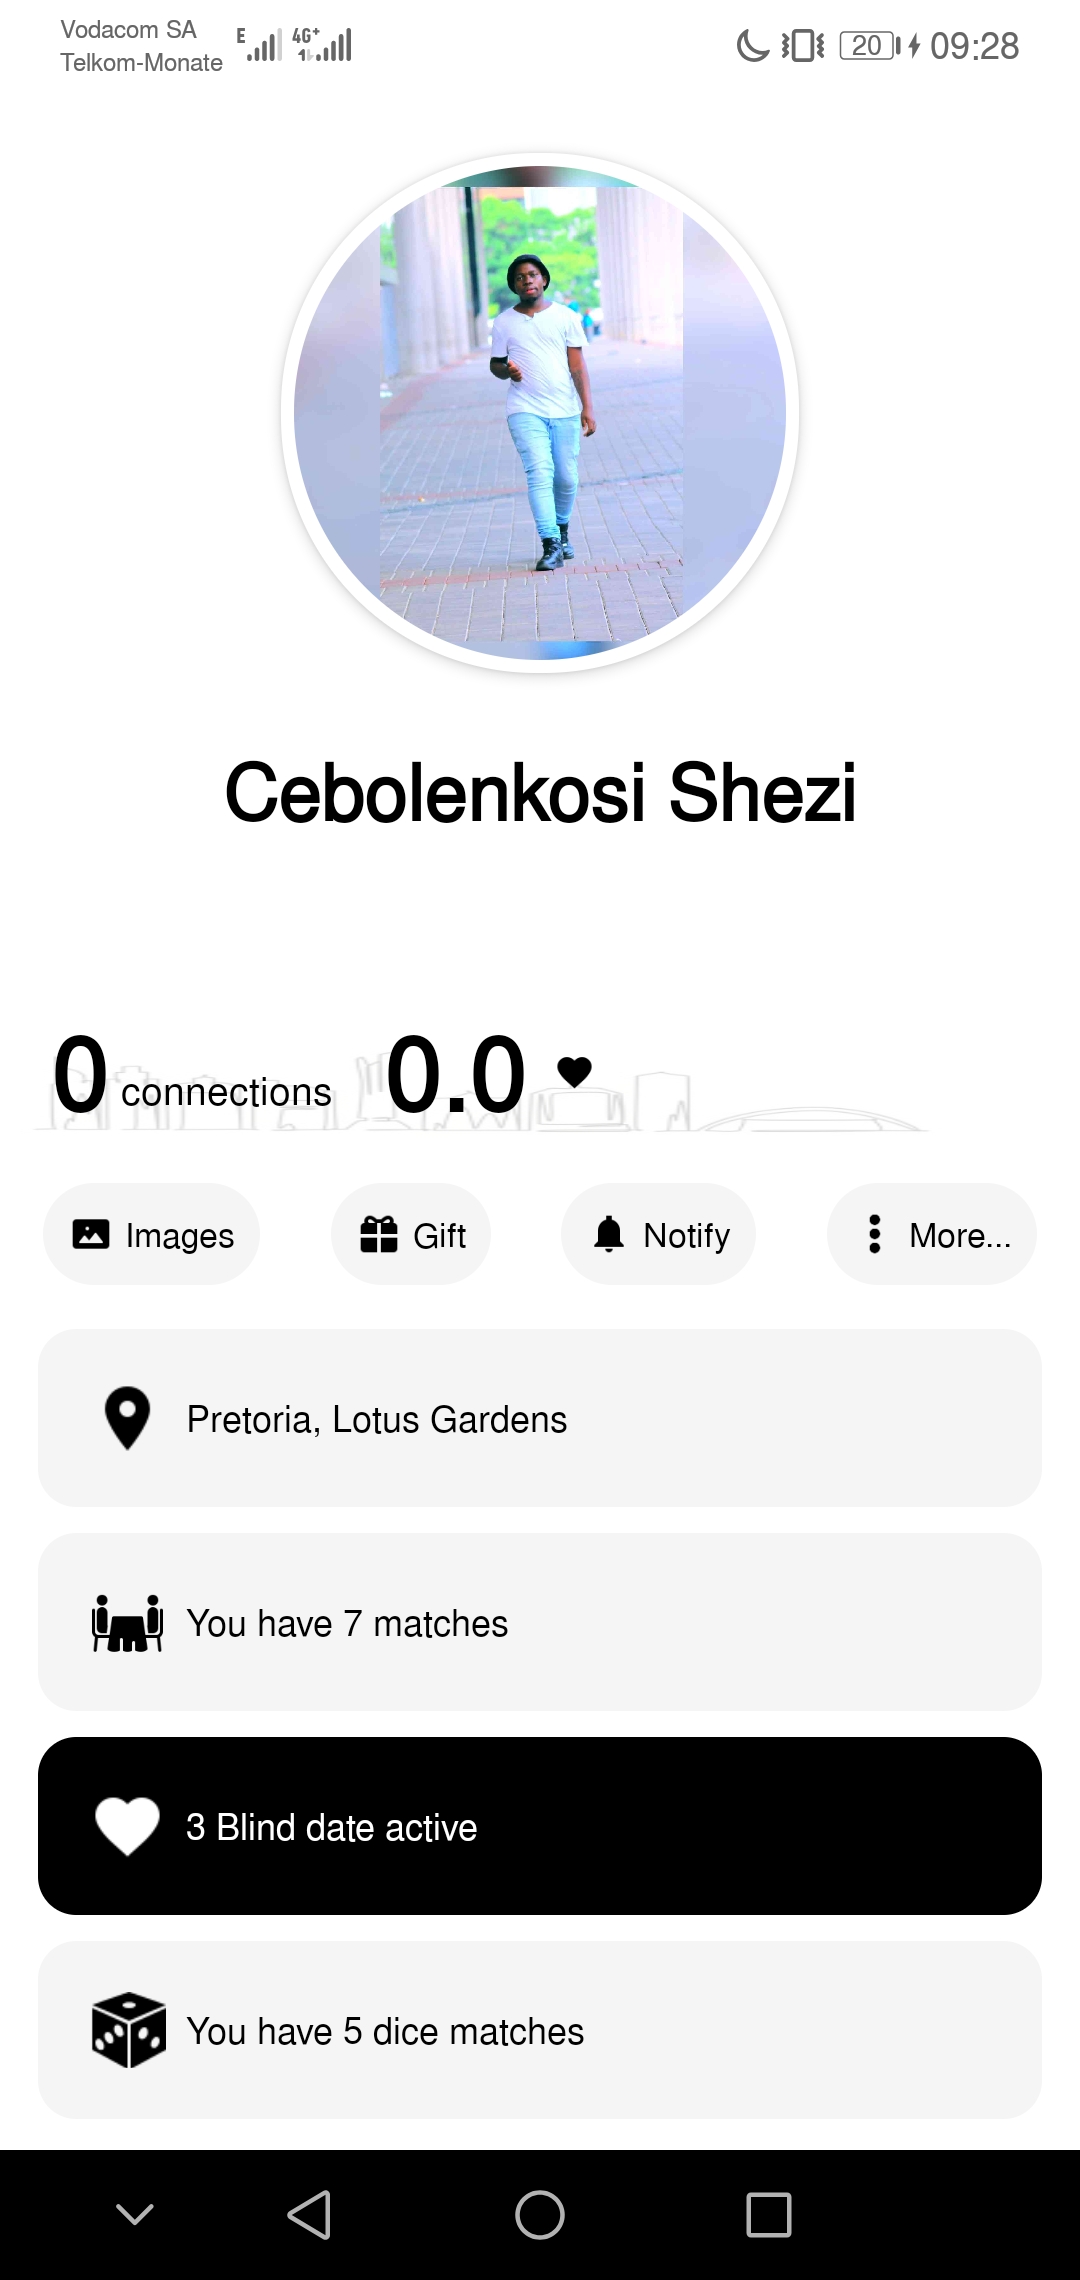 Vodacom SA
Telkom-Monate
E 4G+
20 09:28
Cebolenkosi Shezi
0 connections 0.0
Images Gift Notify More...
Pretoria, Lotus Gardens
You have 7 matches
3 Blind date active
You have 5 dice matches